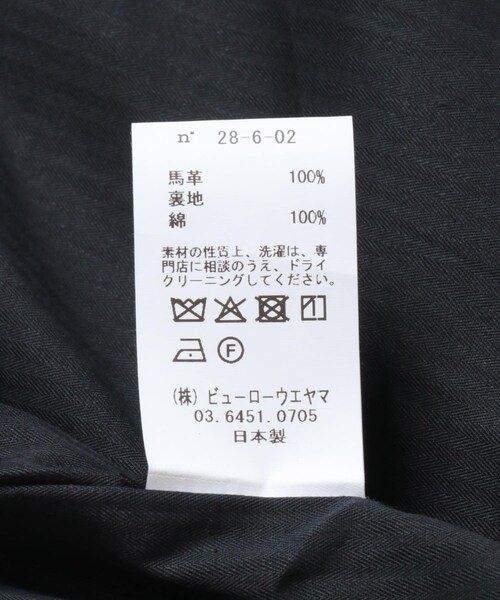 n° 28-6-02
馬革 100%
裏地
綿 100%
素材の性質上、洗濯は、専
門店に相談のうえ、ドライ
クリーニングしてください。
F
(株) ビューローウエヤマ
03.6451.0705
日本製